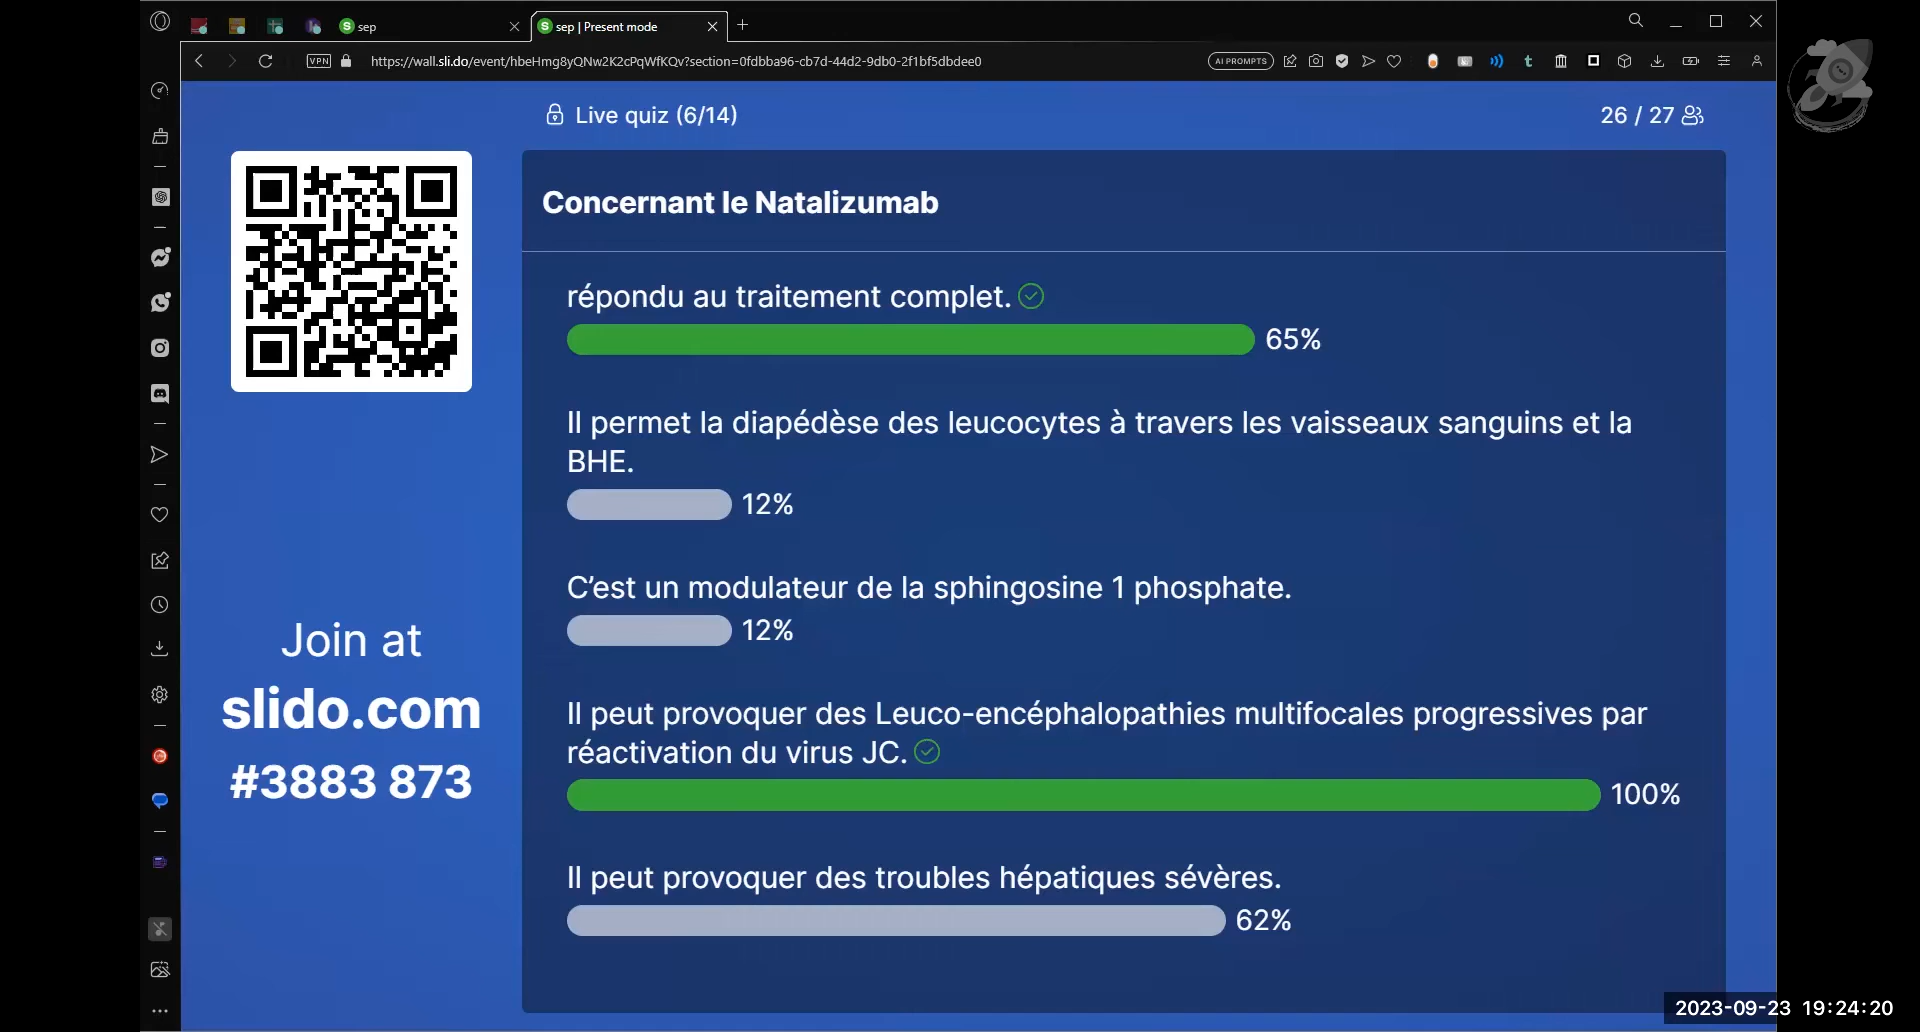 sep
sep | Present mode
VPN
https://wall.sli.do/event/hbeHmg8yQNw2K2cPqWfKQv?section=0fdbba96-cb7d-44d2-9db0-2f1bf5dbdee0
AI PROMPTS
Live quiz (6/14)
26 / 27
Concernant le Natalizumab
répondu au traitement complet.
65%
Il permet la diapédèse des leucocytes à travers les vaisseaux sanguins et la
BHE.
12%
C’est un modulateur de la sphingosine 1 phosphate.
12%
Il peut provoquer des Leuco-encéphalopathies multifocales progressives par
réactivation du virus JC.
100%
Il peut provoquer des troubles hépatiques sévères.
62%
Join at
slido.com
#3883 873
2023-09-23 19:24:20